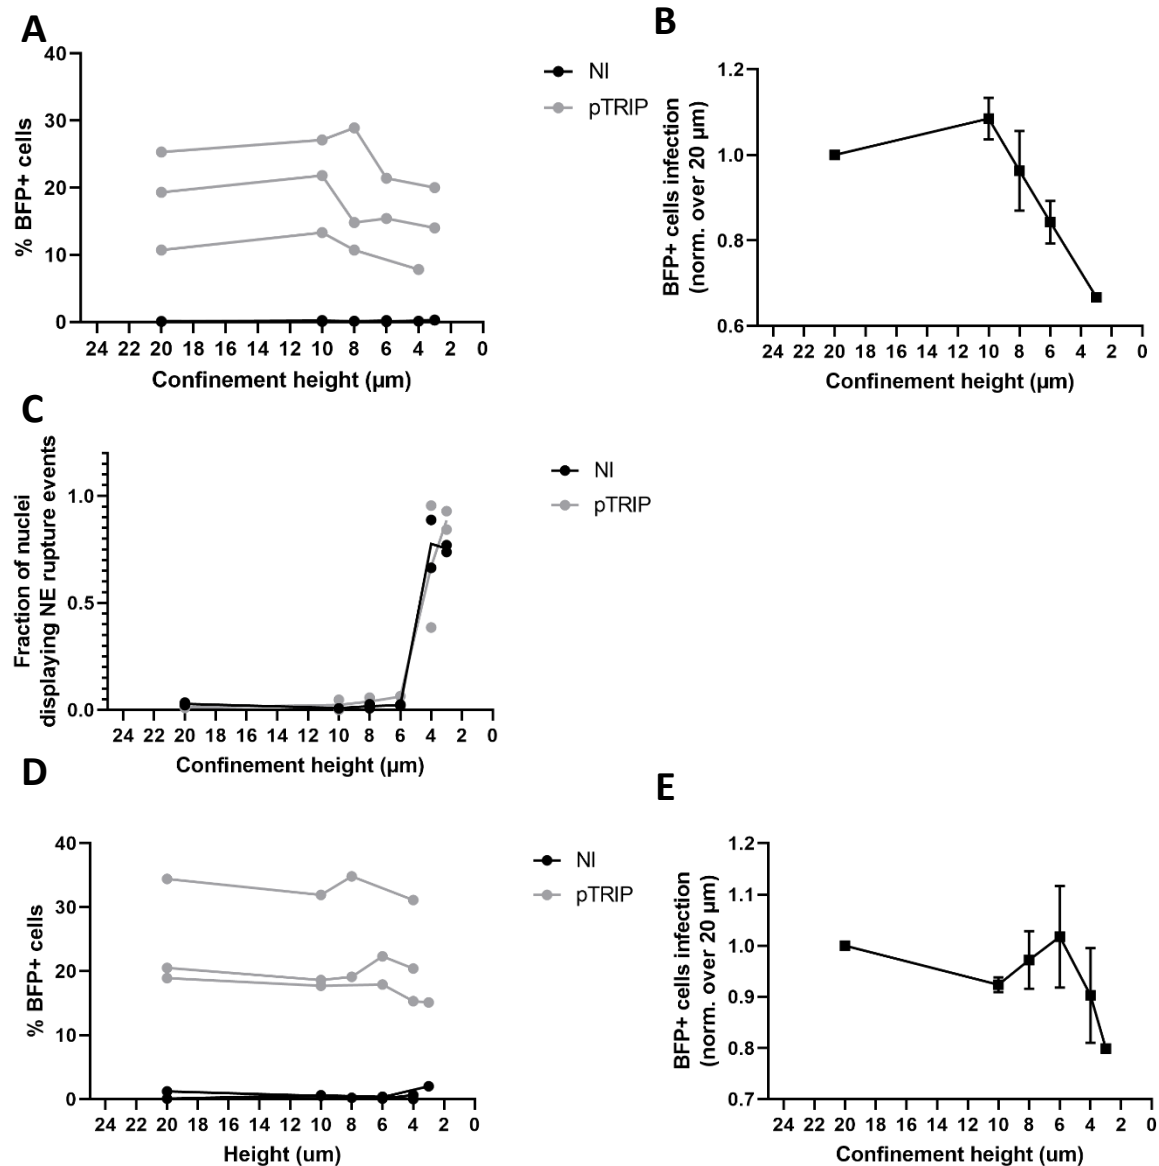 A
40
30
20
10
0
% BFP+ cells
24 22 20 18 16 14 12 10 8 6 4 2 0
Confinement height (µm)
NI
pTRIP
B
1.2
1.0
0.8
0.6
BFP+ cells infection
(norm. over 20 µm)
24 22 20 18 16 14 12 10 8 6 4 2 0
Confinement height (µm)
C
1.0
0.5
0.0
Fraction of nuclei
displaying NE rupture events
24 22 20 18 16 14 12 10 8 6 4 2 0
Confinement height (µm)
NI
pTRIP
D
40
30
20
10
0
% BFP+ cells
24 22 20 18 16 14 12 10 8 6 4 2 0
Height (um)
NI
pTRIP
E
1.2
1.1
1.0
0.9
0.8
0.7
BFP+ cells infection
(norm. over 20 µm)
24 22 20 18 16 14 12 10 8 6 4 2 0
Confinement height (um)